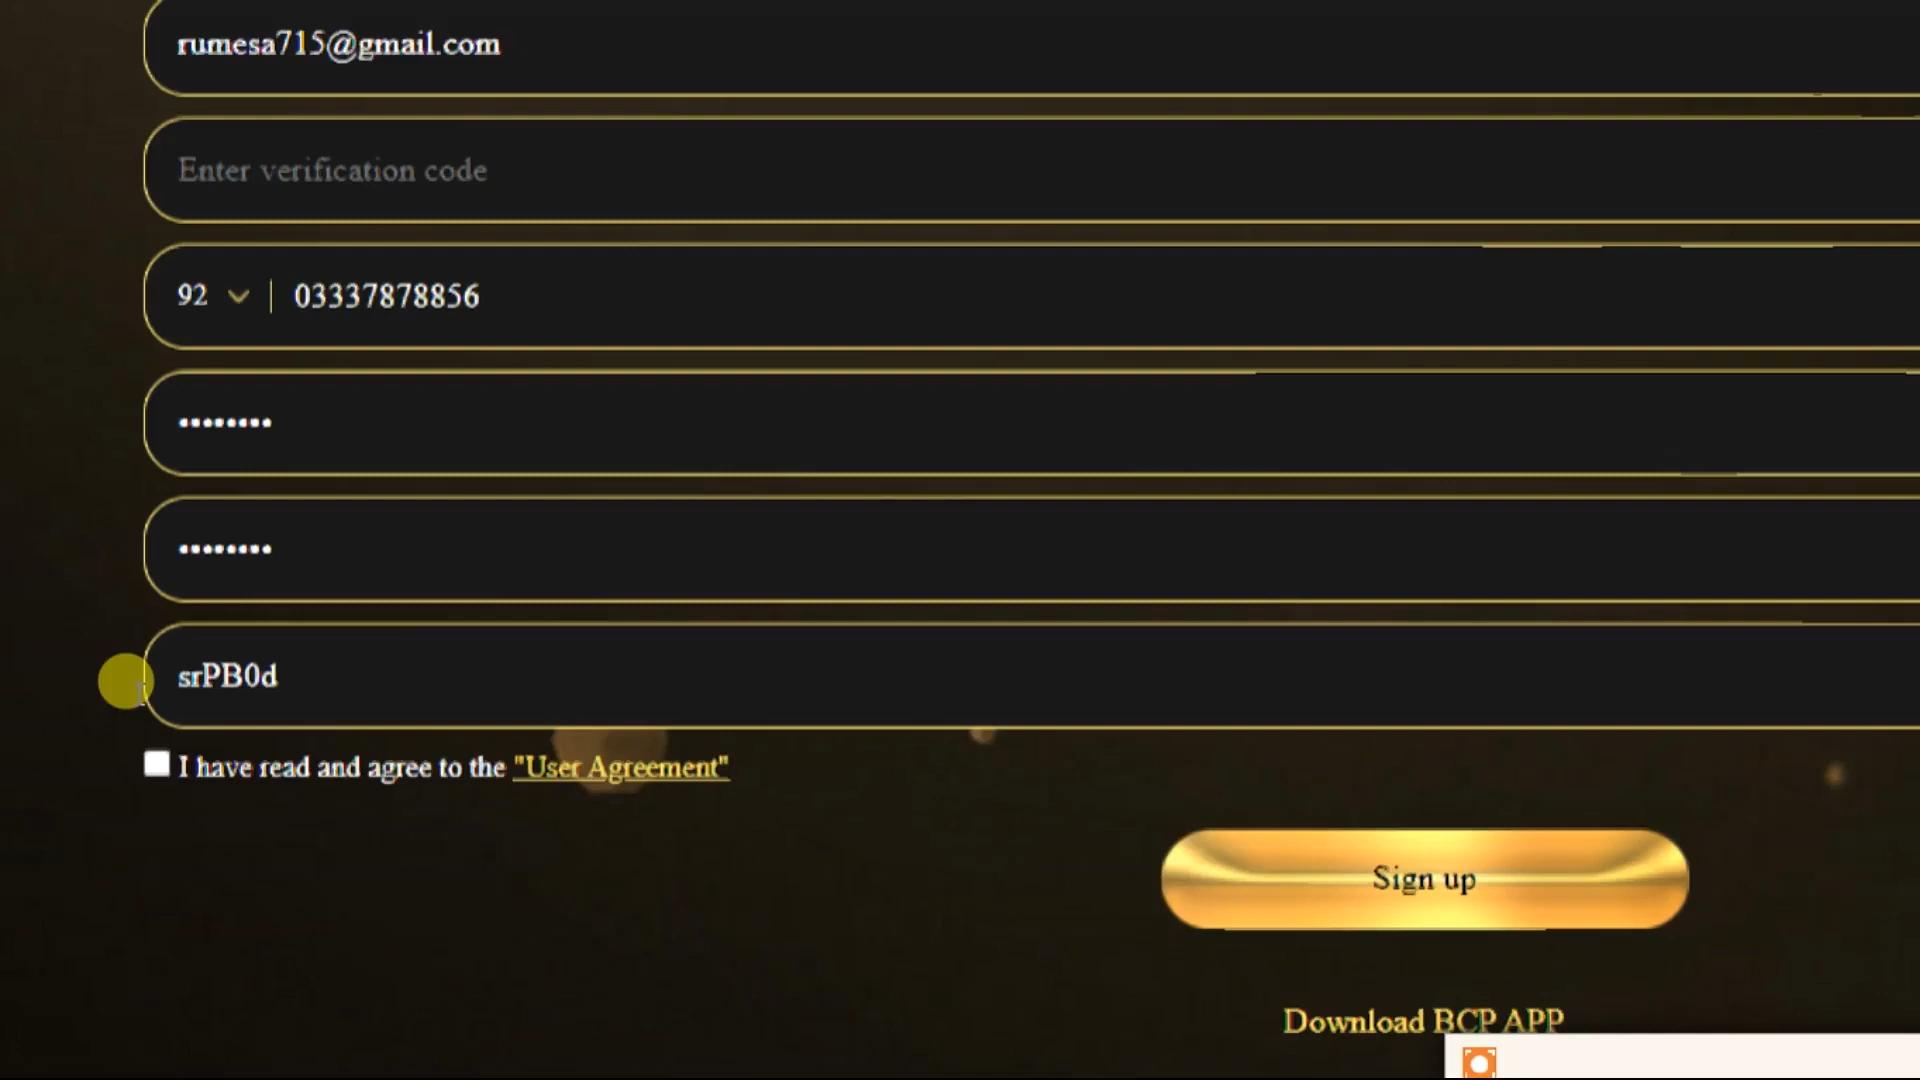 rumesa715@gmail.com
Enter verification code
92 03337878856
••••••••
••••••••
srPB0d
I have read and agree to the "User Agreement"
Sign up
Download BCP APP